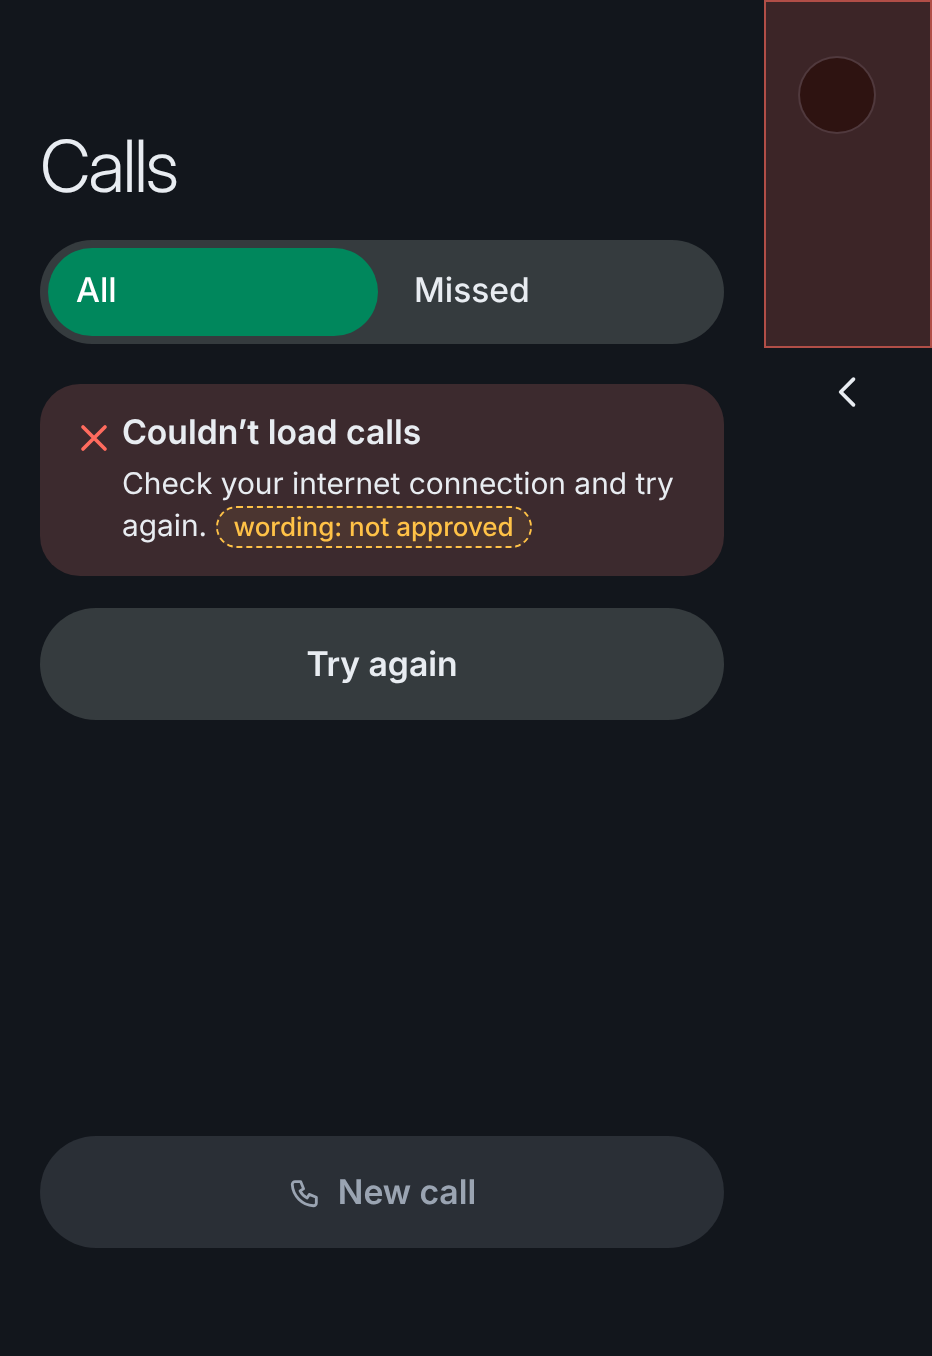 Calls
All
Missed
Couldn’t load calls
Check your internet connection and try
again. wording: not approved
Try again
New call